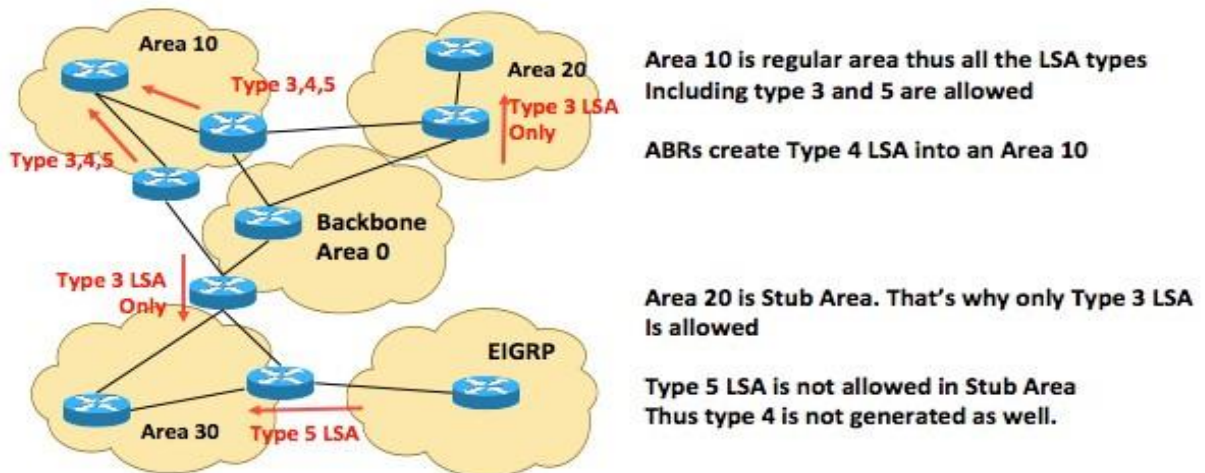 Area 10
Type 3,4,5
Type 3,4,5
Area 20
Type 3 LSA
Only
Backbone
Area 0
Type 3 LSA
Only
Area 30
Type 5 LSA
EIGRP
Area 10 is regular area thus all the LSA types
Including type 3 and 5 are allowed
ABRs create Type 4 LSA into an Area 10
Area 20 is Stub Area. That’s why only Type 3 LSA
Is allowed
Type 5 LSA is not allowed in Stub Area
Thus type 4 is not generated as well.